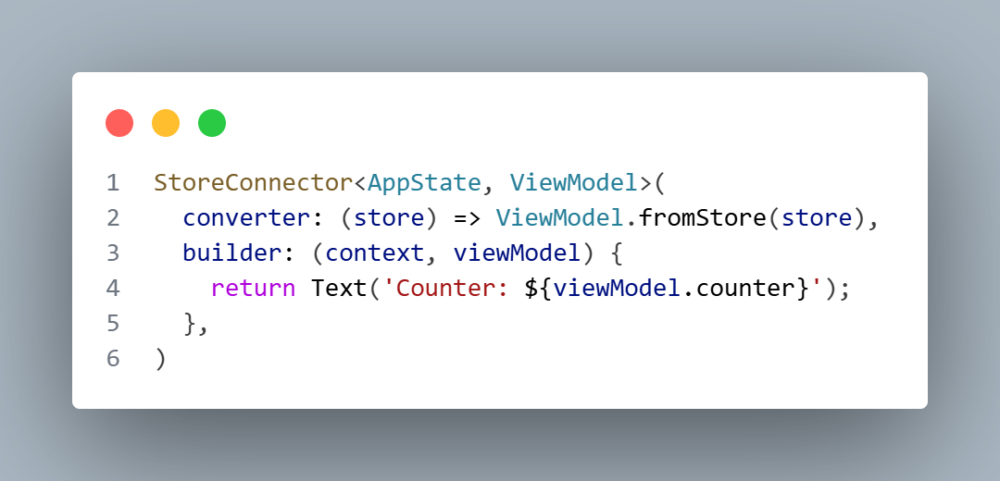 1 StoreConnector<AppState, ViewModel>(
2   converter: (store) => ViewModel.fromStore(store),
3   builder: (context, viewModel) {
4     return Text('Counter: ${viewModel.counter}');
5   },
6 )